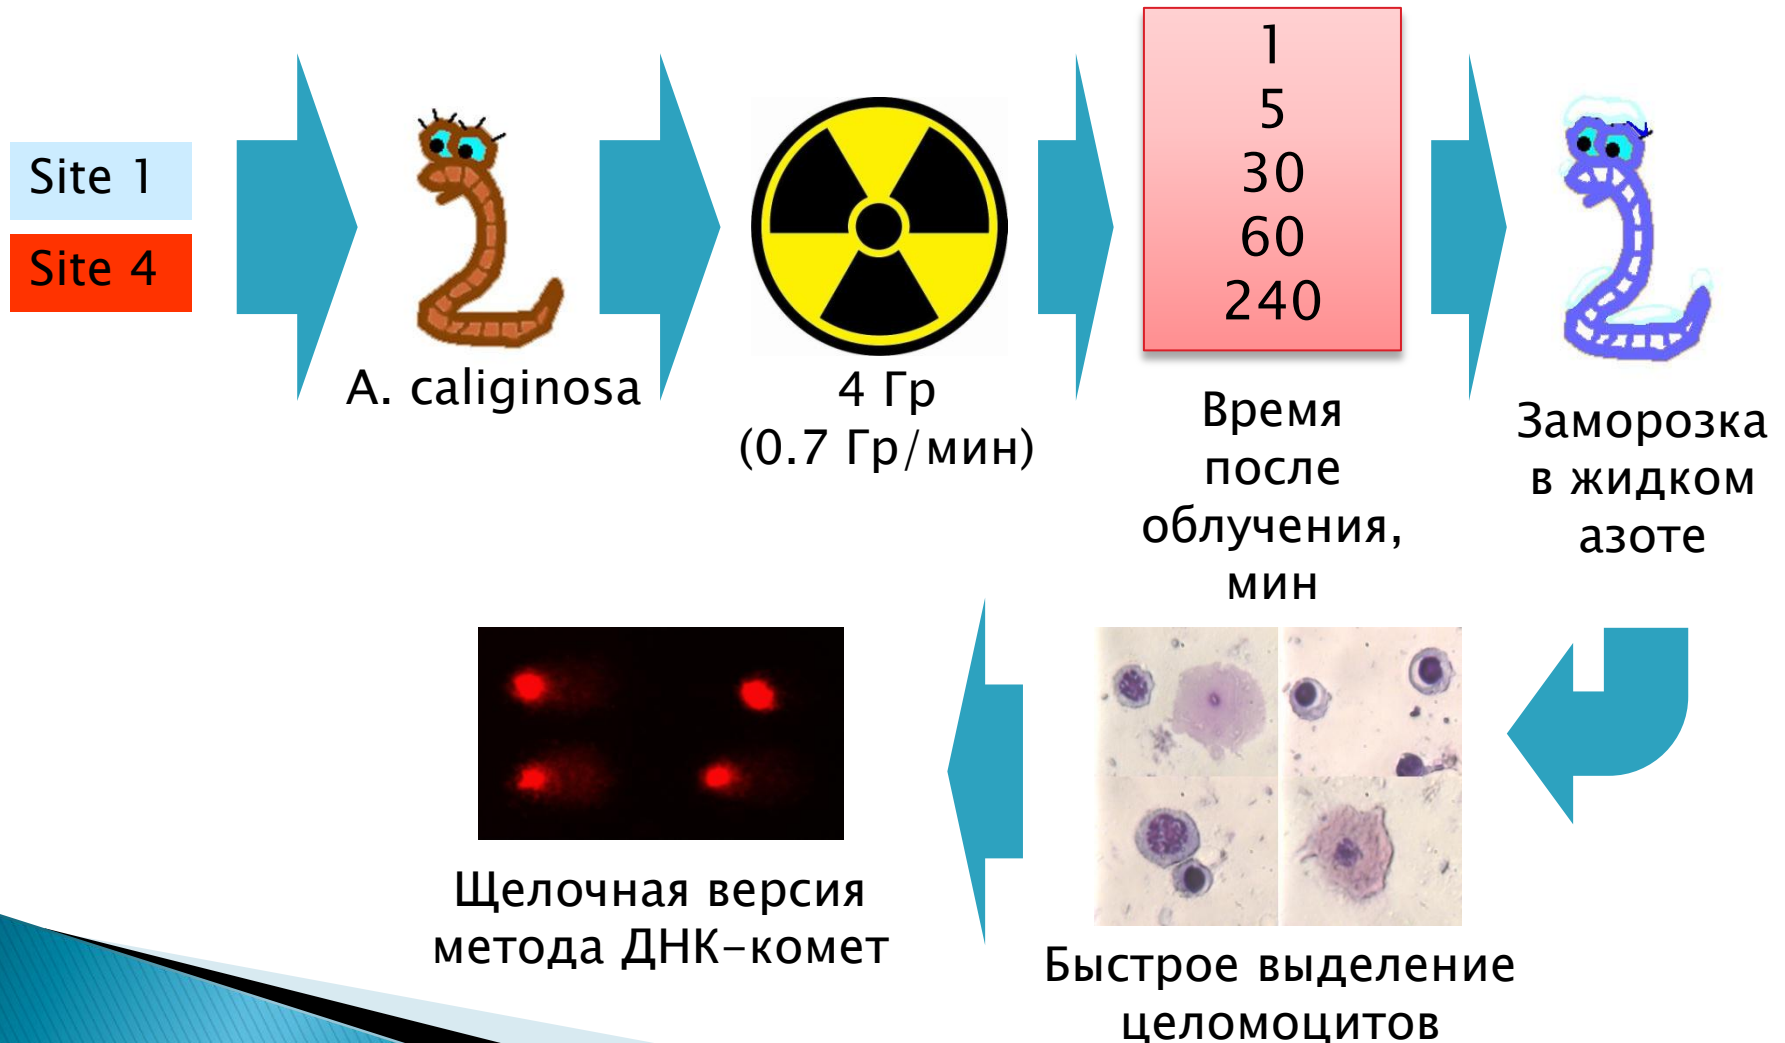 Site 1
Site 4
A. caliginosa
4 Гр
(0.7 Гр/мин)
1
5
30
60
240
Время
после
облучения,
мин
Заморозка
в жидком
азоте
Быстрое выделение
целомоцитов
Щелочная версия
метода ДНК-комет